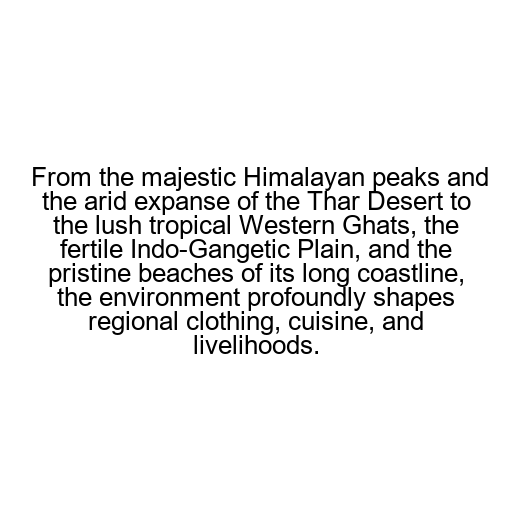 From the majestic Himalayan peaks and
the arid expanse of the Thar Desert to
the lush tropical Western Ghats, the
fertile Indo-Gangetic Plain, and the
pristine beaches of its long coastline,
the environment profoundly shapes
regional clothing, cuisine, and
livelihoods.